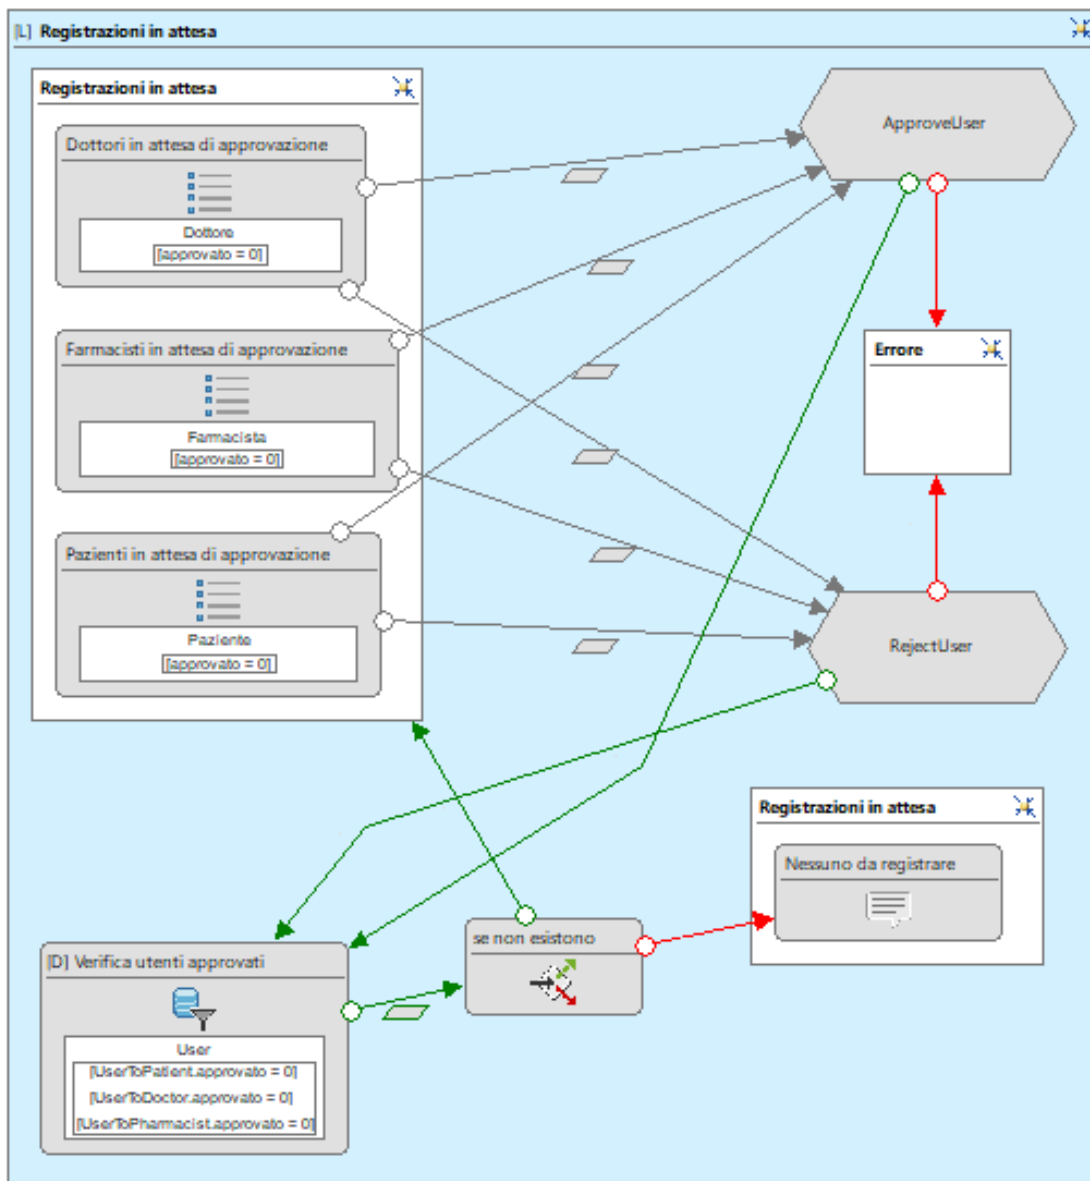 [L] Registrazioni in attesa
Registrazioni in attesa
Dottori in attesa di approvazione
Dottore
[approvato = 0]
Farmacisti in attesa di approvazione
Farmacista
[approvato = 0]
Pazienti in attesa di approvazione
Paziente
[approvato = 0]
ApproveUser
Errore
RejectUser
Registrazioni in attesa
Nessuno da registrare
se non esistono
[D] Verifica utenti approvati
User
[UserToPatient.approvato = 0]
[UserToDoctor.approvato = 0]
[UserToPharmacist.approvato = 0]